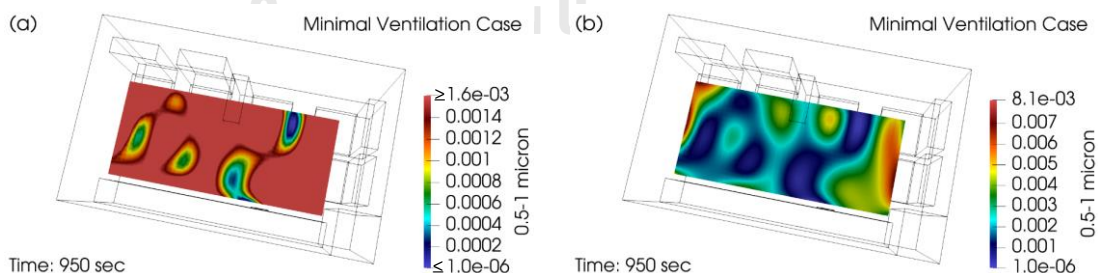 (a)
Minimal Ventilation Case
≥1.6e-03
0.0014
0.0012
0.001
0.0008
0.0006
0.0004
0.0002
≤ 1.0e-06
0.5-1 micron
Time: 950 sec
(b)
Minimal Ventilation Case
8.1e-03
0.007
0.006
0.005
0.004
0.003
0.002
0.001
1.0e-06
0.5-1 micron
Time: 950 sec